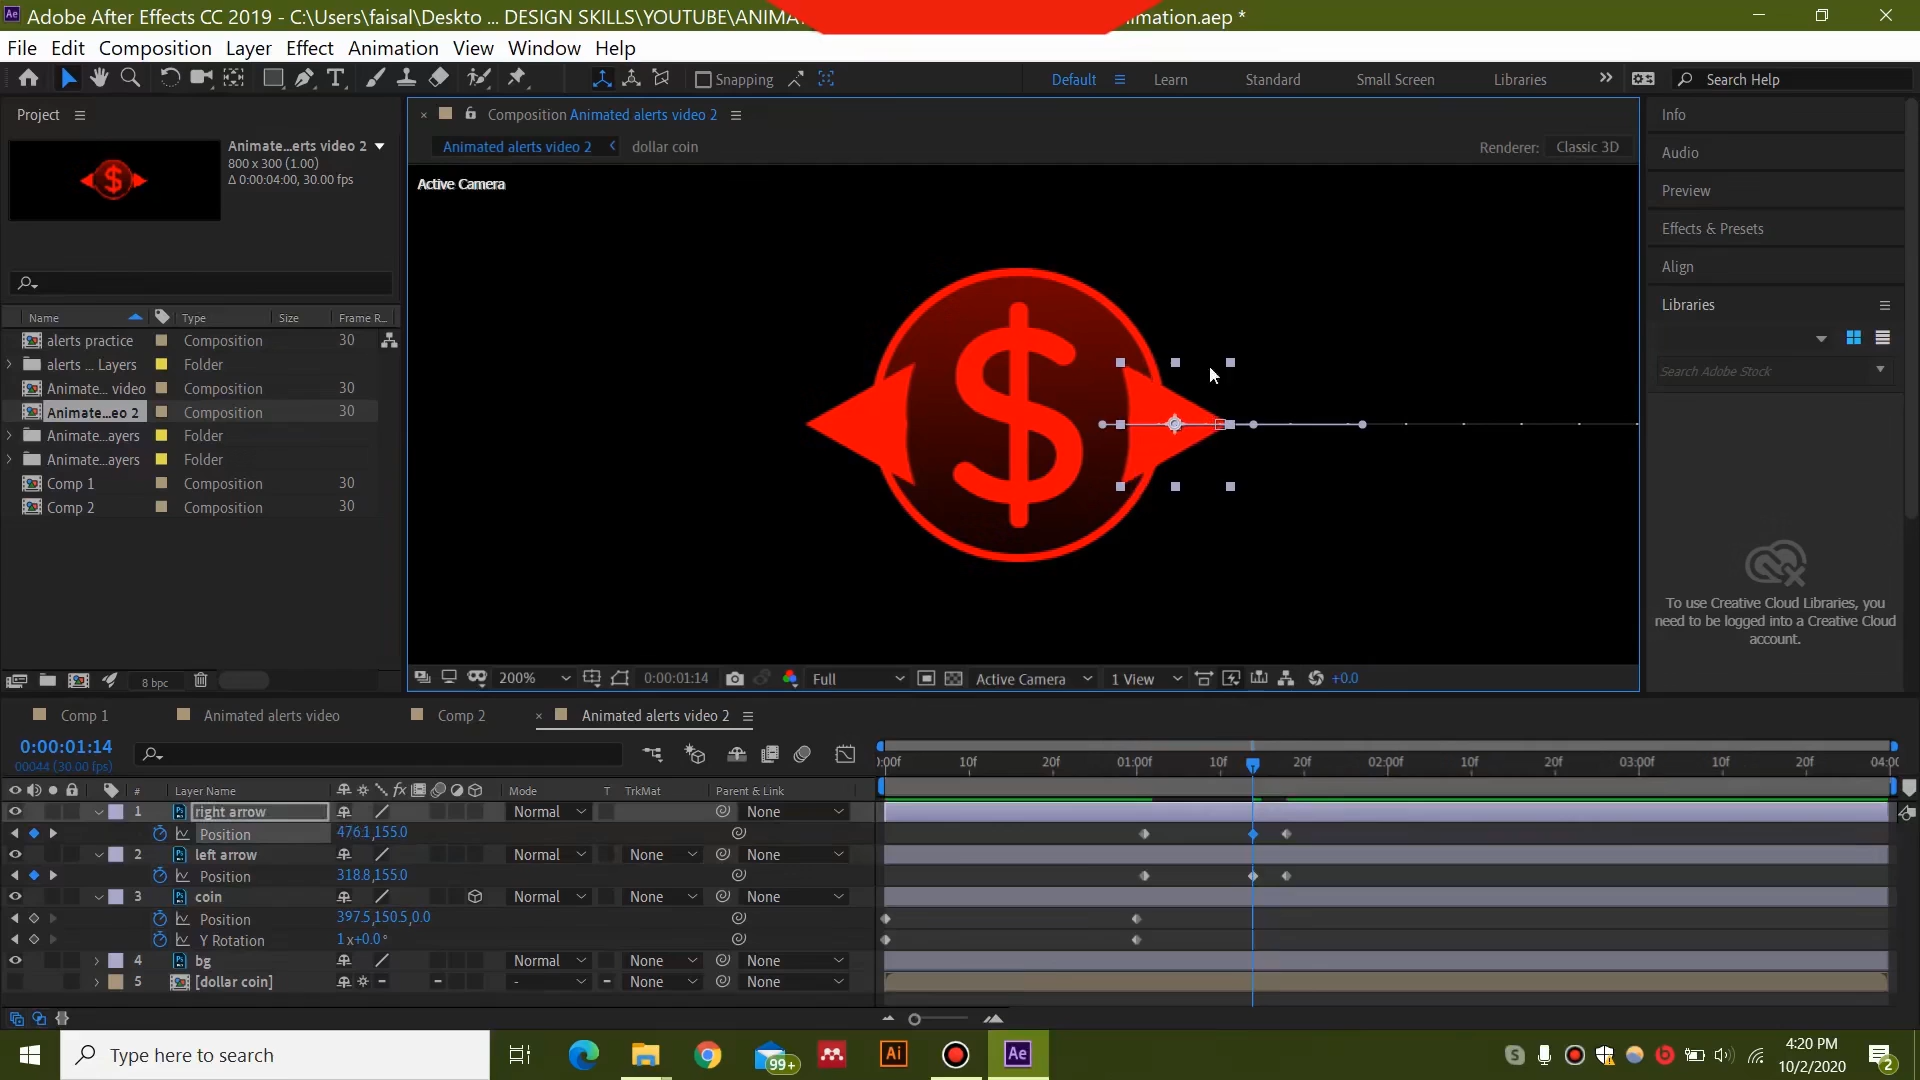 Adobe After Effects CC 2019 - C:\Users\faisal\Deskto ... DESIGN SKILLS\YOUTUBE\ANIMA
imation.aep *
File Edit Composition Layer Effect Animation View Window Help
Snapping
Default Learn Standard Small Screen Libraries Search Help
Project
Animate...erts video 2
800 x 300 (1.00)
Δ 0:00:04:00, 30.00 fps
Name Type Size Frame R...
alerts practice Composition 30
alerts ... Layers Folder
Animate... video Composition 30
Animate...eo 2 Composition 30
Animate...ayers Folder
Animate...ayers Folder
Comp 1 Composition 30
Comp 2 Composition 30
8 bpc
Composition Animated alerts video 2
Animated alerts video 2 dollar coin
Renderer: Classic 3D
Active Camera
$
200% 0:00:01:14 Full Active Camera 1 View +0.0
Info
Audio
Preview
Effects & Presets
Align
Libraries
Search Adobe Stock
To use Creative Cloud Libraries, you
need to be logged into a Creative Cloud
account.
Comp 1 Animated alerts video Comp 2 Animated alerts video 2
0:00:01:14
00044 (30.00 fps)
):00f 10f 20f 01:00f 10f 20f 02:00f 10f 20f 03:00f 10f 20f 04:00
# Layer Name fx Mode T TrkMat Parent & Link
1 right arrow Normal None
Position 476.1,155.0
2 left arrow Normal None None
Position 318.8,155.0
3 coin Normal None None
Position 397.5,150.5,0.0
Y Rotation 1x+0.0°
4 bg Normal None None
5 [dollar coin] - None None
Type here to search
99+
Ai
Ae
4:20 PM
10/2/2020
2